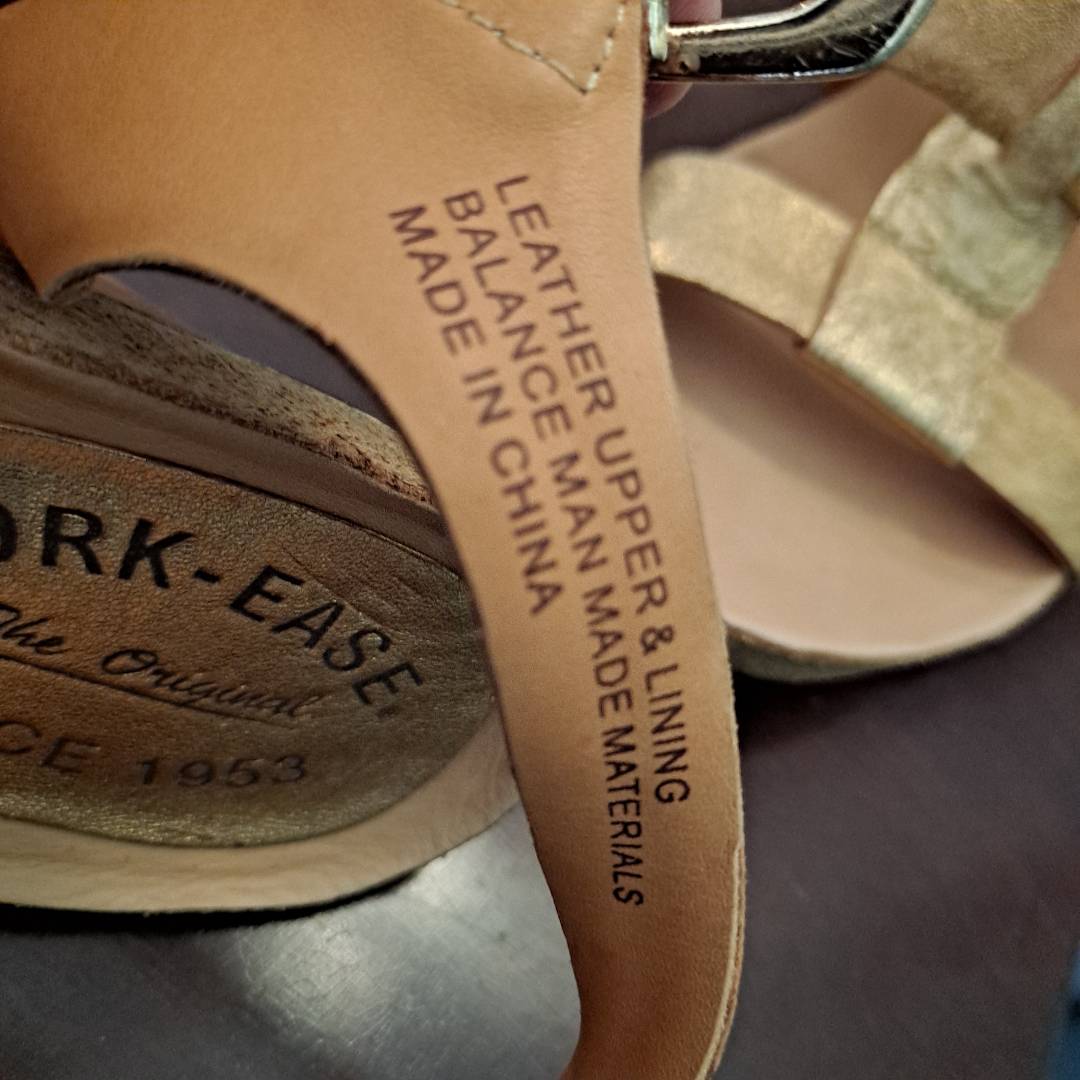 LEATHER UPPER & LINING
BALANCE MAN MADE MATERIALS
MADE IN CHINA
ORK-EASE
The Original
CE 1953